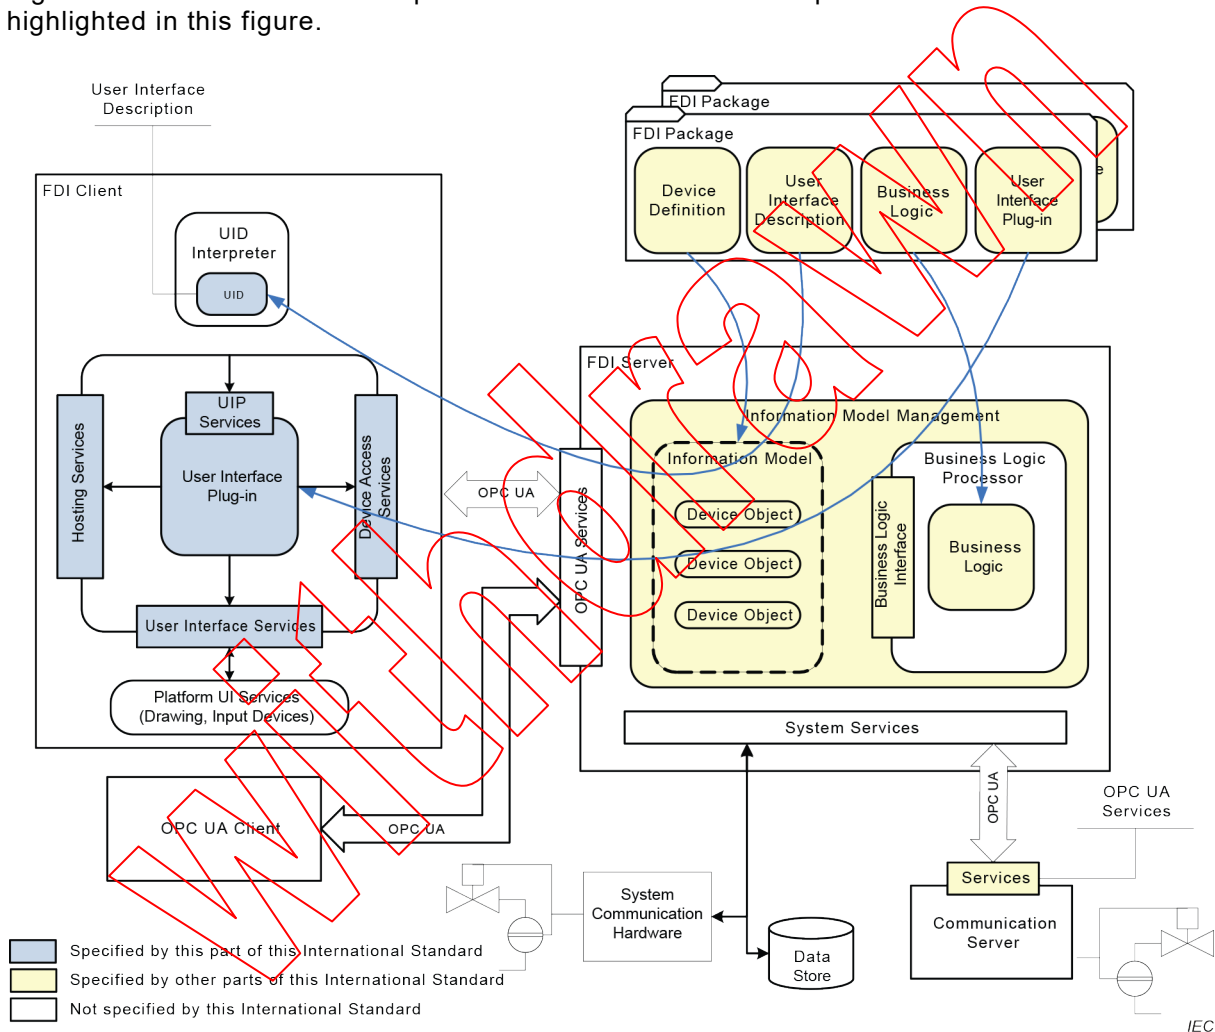 highlighted in this figure.
User Interface
Description
FDI Package
FDI Package
Device
Definition
User
Interface
Description
Business
Logic
User
Interface
Plug-in
e
FDI Client
UID
Interpreter
UID
UIP
Services
Hosting Services
User Interface
Plug-in
Device Access
Services
User Interface Services
Platform UI Services
(Drawing, Input Devices)
OPC UA
FDI Server
OPC UA Services
Information Model Management
Information Model
Device Object
Device Object
Device Object
Business Logic
Processor
Business Logic
Interface
Business
Logic
System Services
OPC UA Client
OPC UA
OPC UA
OPC UA
Services
Services
Communication
Server
System
Communication
Hardware
Data
Store
Specified by this part of this International Standard
Specified by other parts of this International Standard
Not specified by this International Standard
IEC